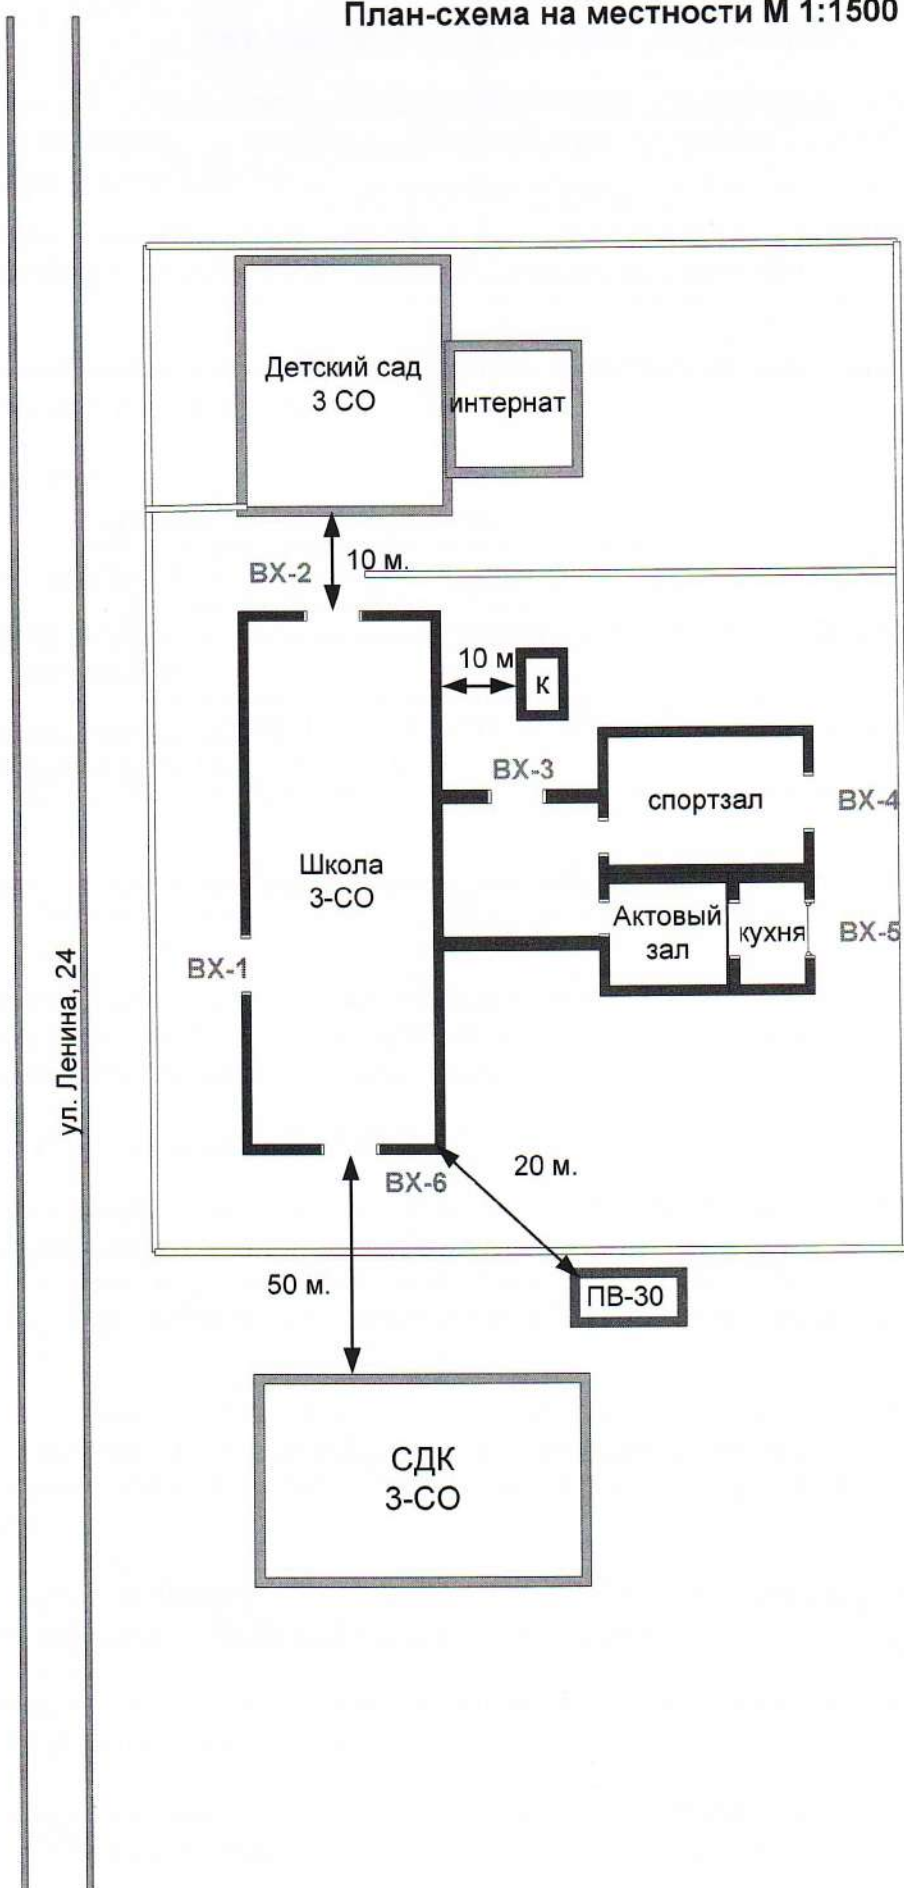 План-схема на местности М 1:1500
Детский сад
3 СО
интернат
10 м.
ВХ-2
10 м
К
ВХ-3
спортзал
ВХ-4
Школа
3-СО
Актовый
зал
кухня
ВХ-5
ВХ-1
ул. Ленина, 24
20 м.
ВХ-6
50 м.
ПВ-30
СДК
3-СО